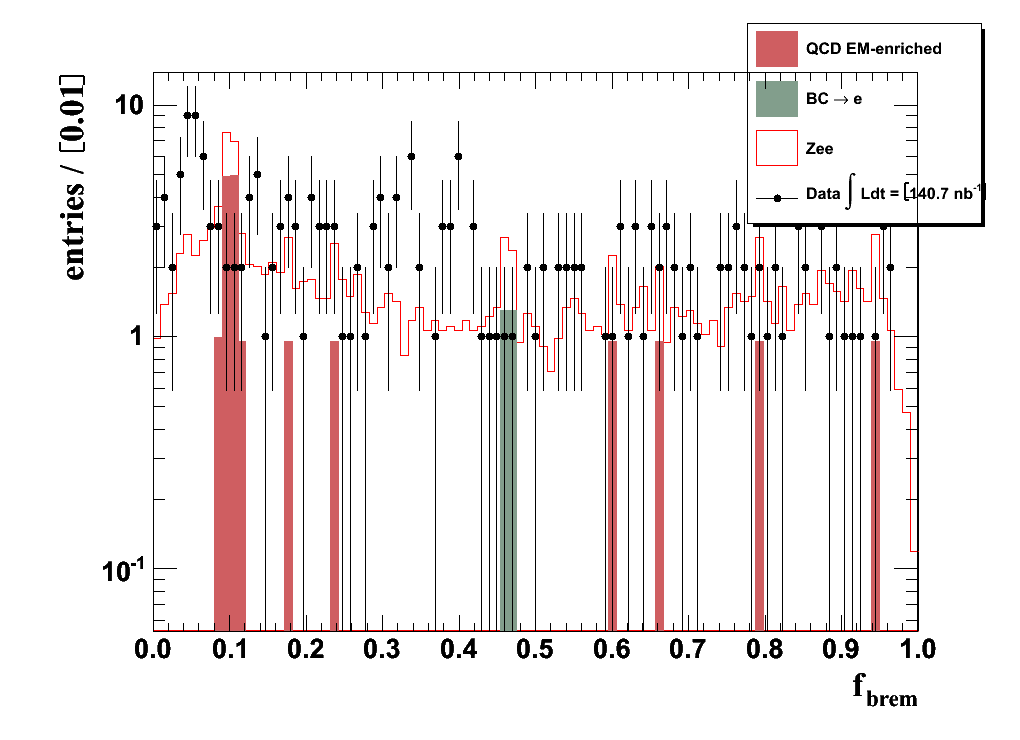 QCD EM-enriched
BC → e
Zee
Data ∫ Ldt = [140.7 nb⁻¹]
entries / [0.01]
10
1
10⁻¹
0.0 0.1 0.2 0.3 0.4 0.5 0.6 0.7 0.8 0.9 1.0
f_brem